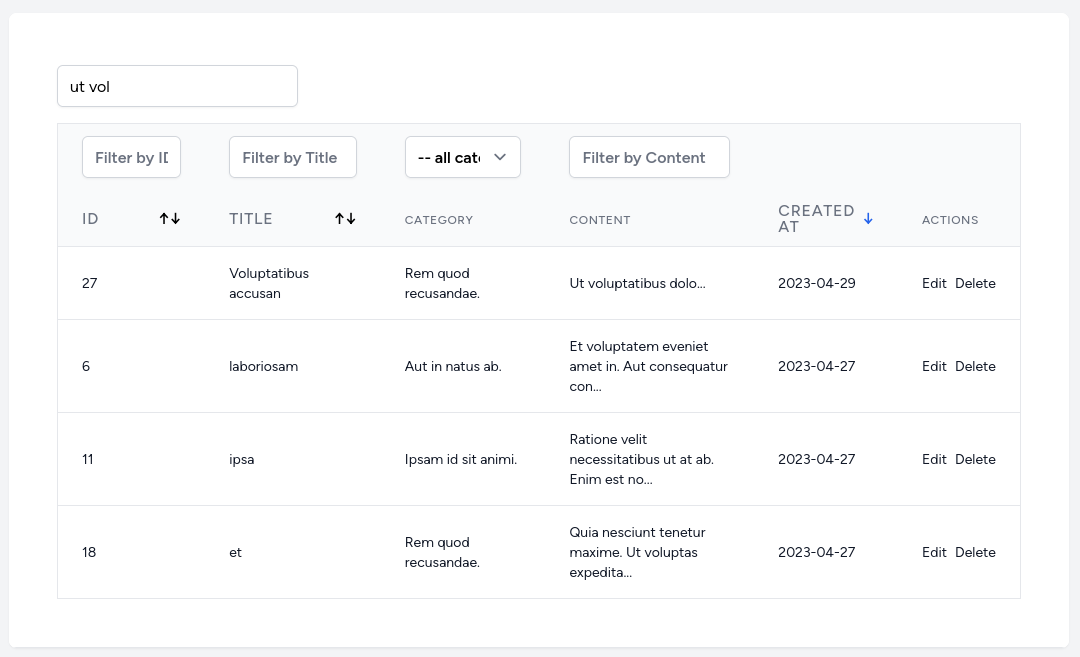 ut vol
Filter by ID
Filter by Title
-- all cate
Filter by Content
ID
TITLE
CATEGORY
CONTENT
CREATED
AT
ACTIONS
27
Voluptatibus
accusan
Rem quod
recusandae.
Ut voluptatibus dolo...
2023-04-29
Edit Delete
6
laboriosam
Aut in natus ab.
Et voluptatem eveniet
amet in. Aut consequatur
con...
2023-04-27
Edit Delete
11
ipsa
Ipsam id sit animi.
Ratione velit
necessitatibus ut at ab.
Enim est no...
2023-04-27
Edit Delete
18
et
Rem quod
recusandae.
Quia nesciunt tenetur
maxime. Ut voluptas
expedita...
2023-04-27
Edit Delete